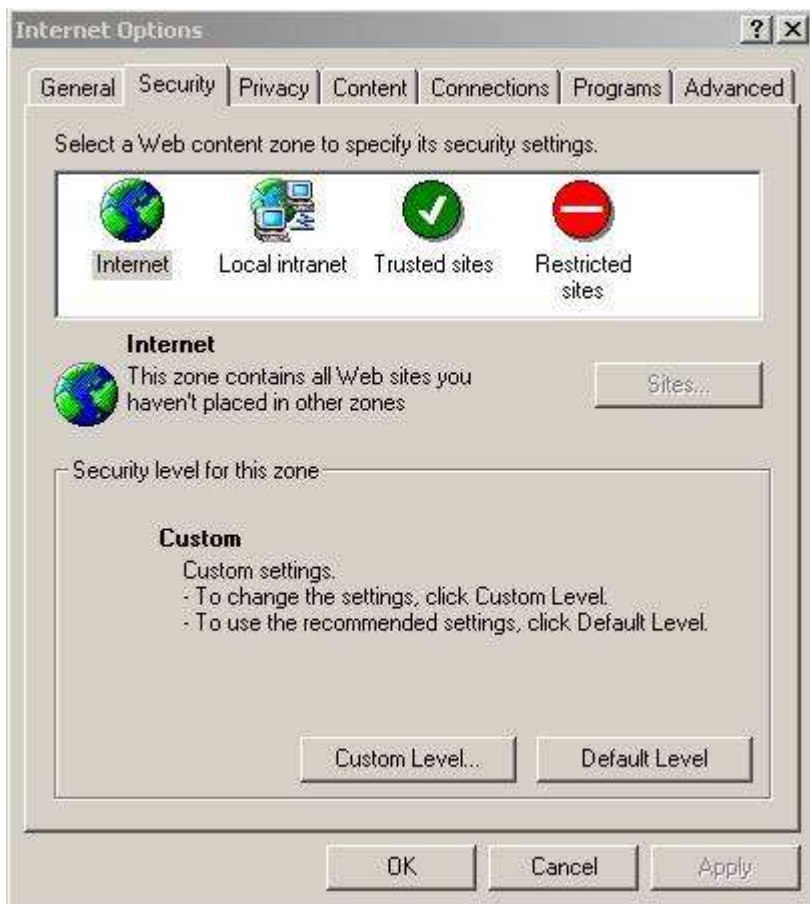 Internet Options
General Security Privacy Content Connections Programs Advanced
Select a Web content zone to specify its security settings.
Internet Local intranet Trusted sites Restricted
sites
Internet
This zone contains all Web sites you
haven't placed in other zones
Sites...
Security level for this zone
Custom
Custom settings.
- To change the settings, click Custom Level.
- To use the recommended settings, click Default Level.
Custom Level... Default Level
OK Cancel Apply